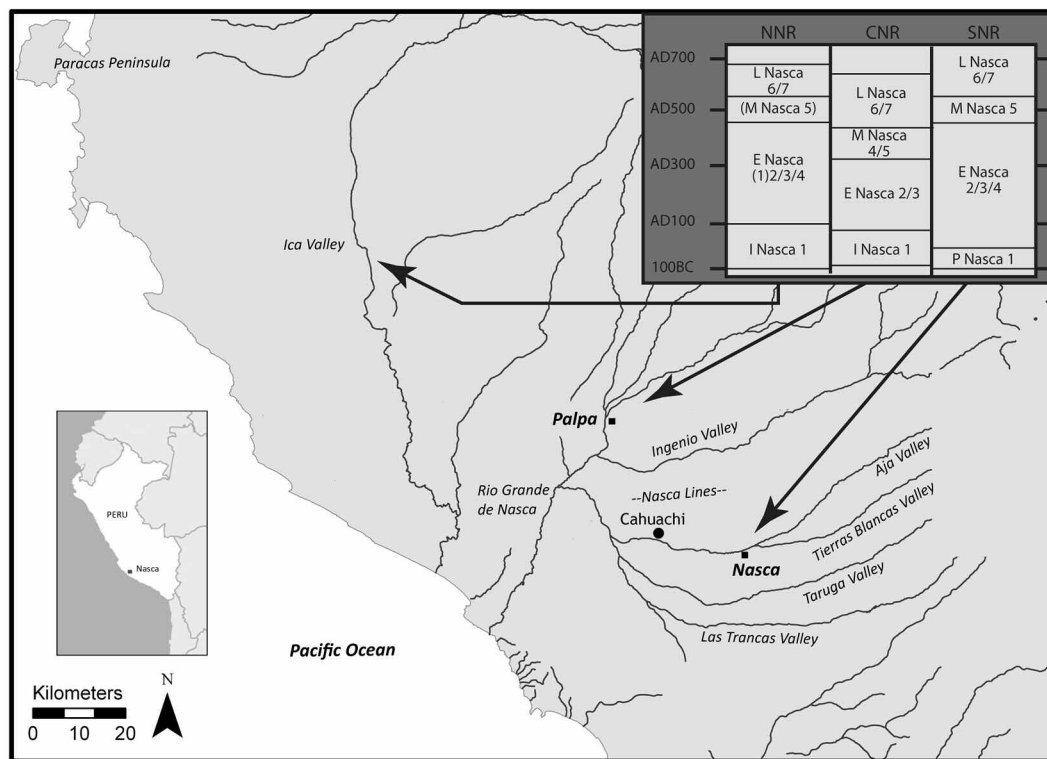 NNR CNR SNR
AD700
AD500
AD300
AD100
100BC
L Nasca
6/7
(M Nasca 5)
E Nasca
(1)2/3/4
I Nasca 1
L Nasca
6/7
M Nasca
4/5
E Nasca 2/3
I Nasca 1
L Nasca
6/7
M Nasca 5
E Nasca
2/3/4
P Nasca 1
Paracas Peninsula
Ica Valley
Palpa
Ingenio Valley
Aja Valley
Rio Grande
de Nasca
--Nasca Lines--
Cahuachi
Tierras Blancas Valley
Nasca
Taruga Valley
Las Trancas Valley
Pacific Ocean
PERU
Nasca
Kilometers
0 10 20
N